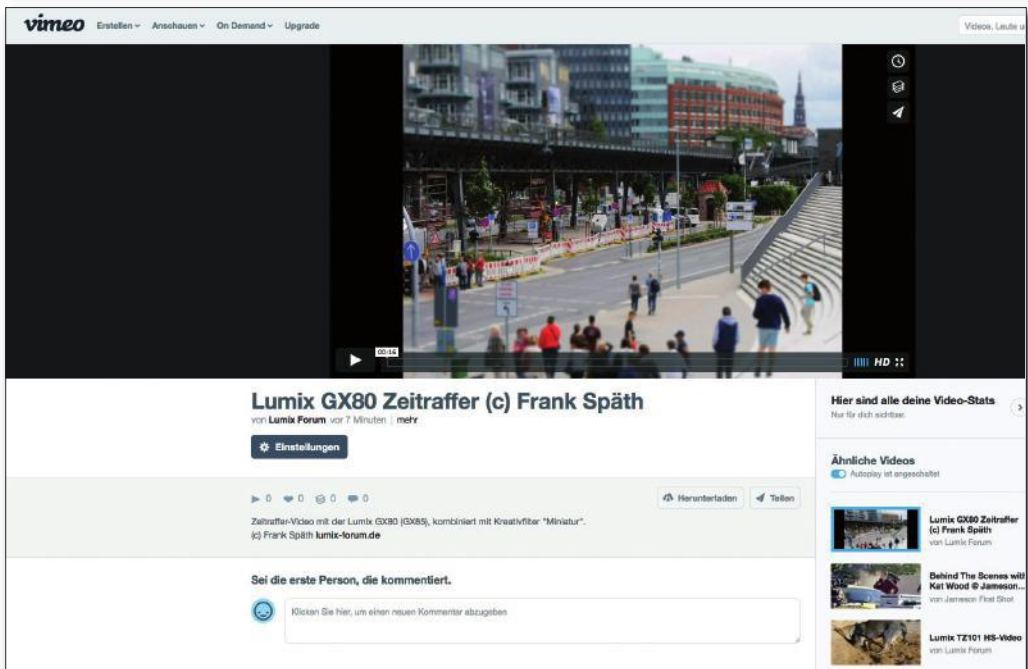 vimeo Erstellen Anschauen On Demand Upgrade
Videos, Leute u
00:16
HD
Lumix GX80 Zeitraffer (c) Frank Späth
von Lumix Forum vor 7 Minuten | mehr
Einstellungen
0 0 0 0
Herunterladen Teilen
Zeitraffer-Video mit der Lumix GX80 (GX85), kombiniert mit Kreativfilter "Miniatur".
(c) Frank Späth lumix-forum.de
Sei die erste Person, die kommentiert.
Klicken Sie hier, um einen neuen Kommentar abzugeben
Hier sind alle deine Video-Stats
Nur für dich sichtbar.
Ähnliche Videos
Autoplay ist angeschaltet
Lumix GX80 Zeitraffer
(c) Frank Späth
von Lumix Forum
Behind The Scenes with
Kat Wood @ Jameson...
von Jameson First Shot
Lumix TZ101 HS-Video
von Lumix Forum